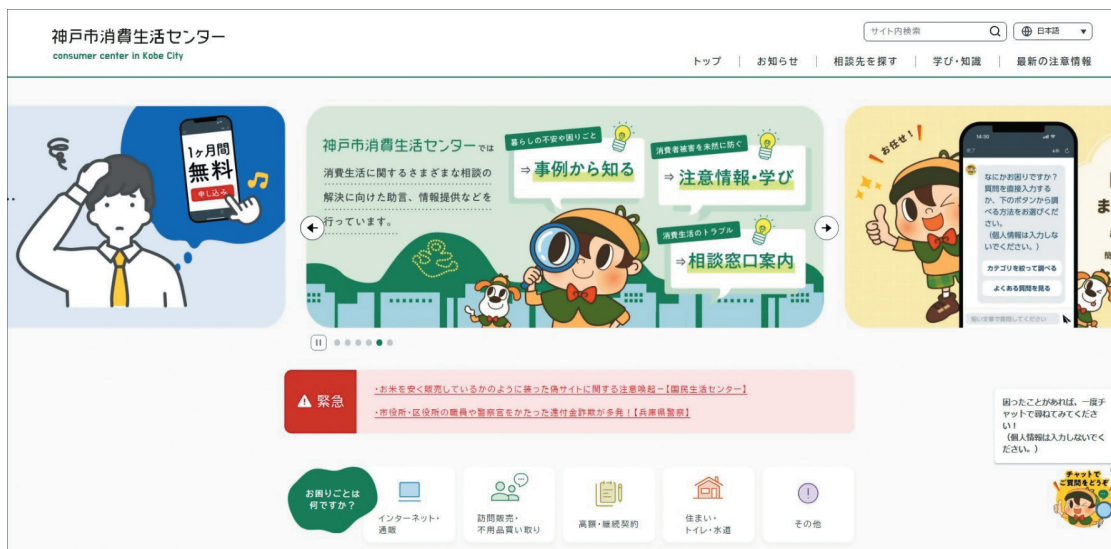 神戸市消費生活センター
consumer center in Kobe City
サイト内検索
日本語
トップ
お知らせ
相談先を探す
学び・知識
最新の注意情報
1ヶ月間
無料
申し込み
神戸市消費生活センターでは
消費生活に関するさまざまな相談の
解決に向けた助言、情報提供などを
行っています。
暮らしの不安や困りごと
⇒事例から知る
消費者被害を未然に防ぐ
⇒注意情報・学び
消費生活のトラブル
⇒相談窓口案内
お任せ!
14:30
なにかお困りですか?
質問を直接入力する
か、下のボタンから調
べる方法をお選びくだ
さい。
(個人情報は入力しな
いでください。)
カテゴリを絞って調べる
よくある質問を見る
短い文章で質問してください
ま
簡
緊急
・お米を安く販売しているかのように装った偽サイトに関する注意喚起-【国民生活センター】
・市役所・区役所の職員や警察官をかたった還付金詐欺が多発!【兵庫県警察】
お困りごとは
何ですか?
インターネット・
通販
訪問販売・
不用品買い取り
高額・継続契約
住まい・
トイレ・水道
その他
困ったことがあれば、一度チ
ャットで尋ねてみてくださ
い!
(個人情報は入力しないでく
ださい。)
チャットで
ご質問をどうぞ